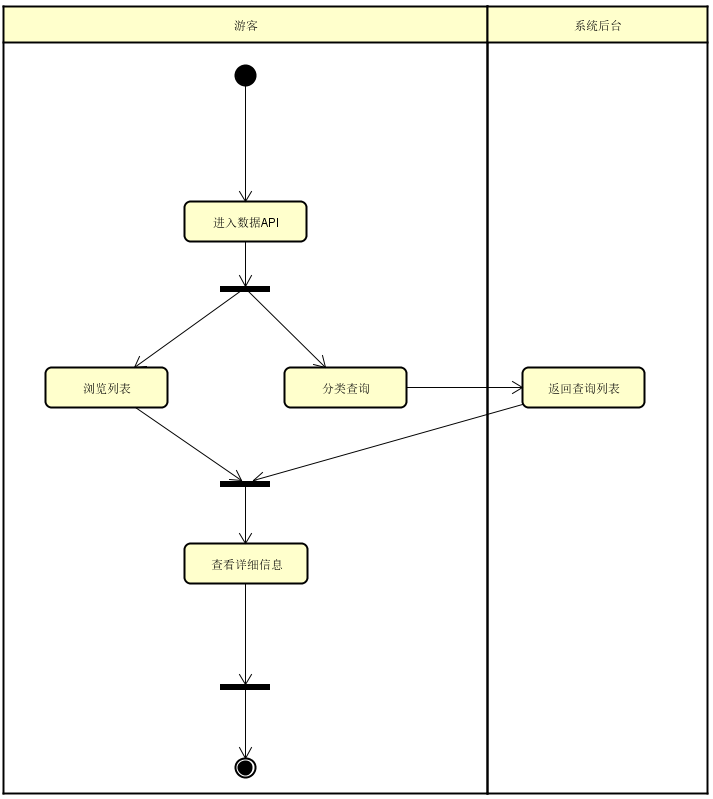 游客
系统后台
进入数据API
浏览列表
分类查询
返回查询列表
查看详细信息